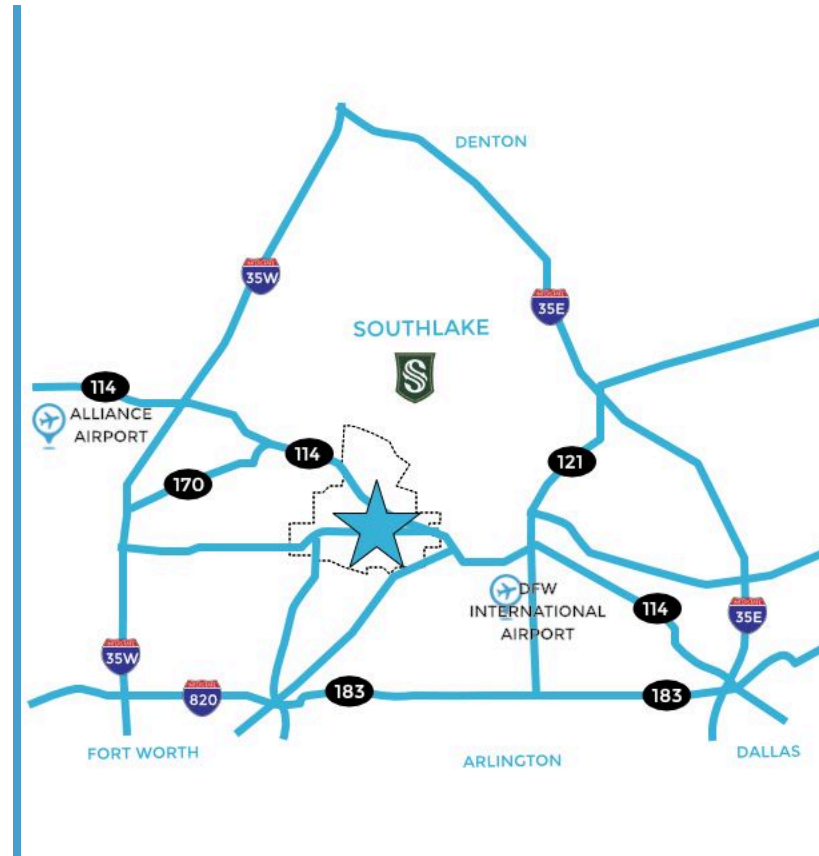 DENTON
35W
35E
SOUTHLAKE
S
114
ALLIANCE
AIRPORT
114
121
170
DFW
INTERNATIONAL
AIRPORT
114
35E
35W
820
183
183
FORT WORTH
ARLINGTON
DALLAS